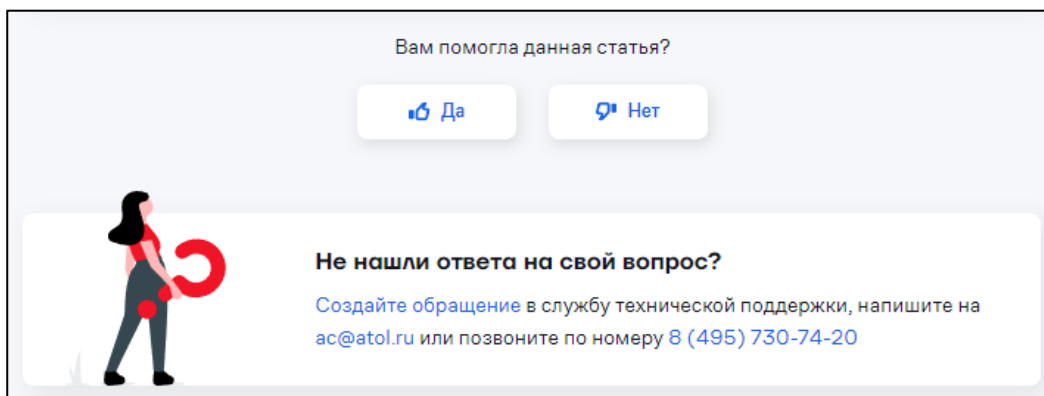 Вам помогла данная статья?
Да
Нет
Не нашли ответа на свой вопрос?
Создайте обращение в службу технической поддержки, напишите на
ac@atol.ru или позвоните по номеру 8 (495) 730-74-20